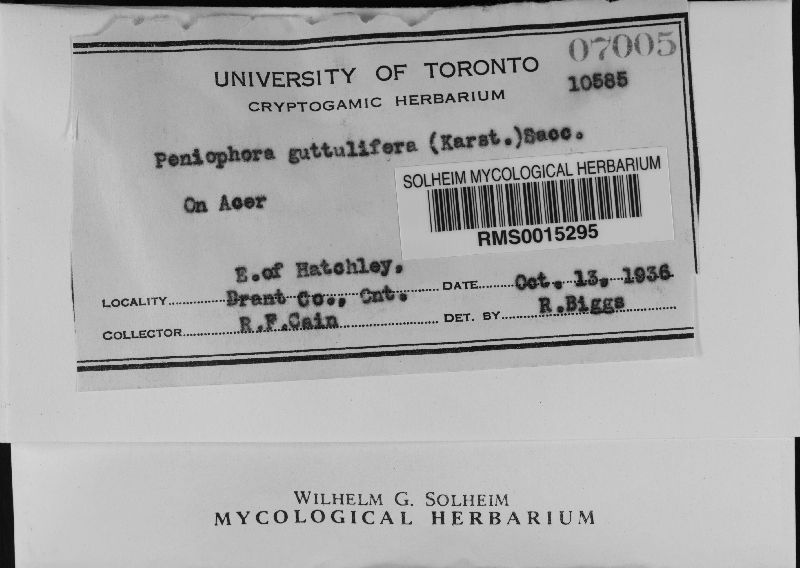 07005
UNIVERSITY OF TORONTO
10585
CRYPTOGAMIC HERBARIUM
Peniophora guttulifera (Karst.)Sacc.
SOLHEIM MYCOLOGICAL HERBARIUM
On Acer
RMS0015295
E.of Hatchley.
LOCALITY Brant Co., Ont. DATE Oct. 13, 1936
COLLECTOR R.F.Cain DET. BY R.Biggs
WILHELM G. SOLHEIM
MYCOLOGICAL HERBARIUM